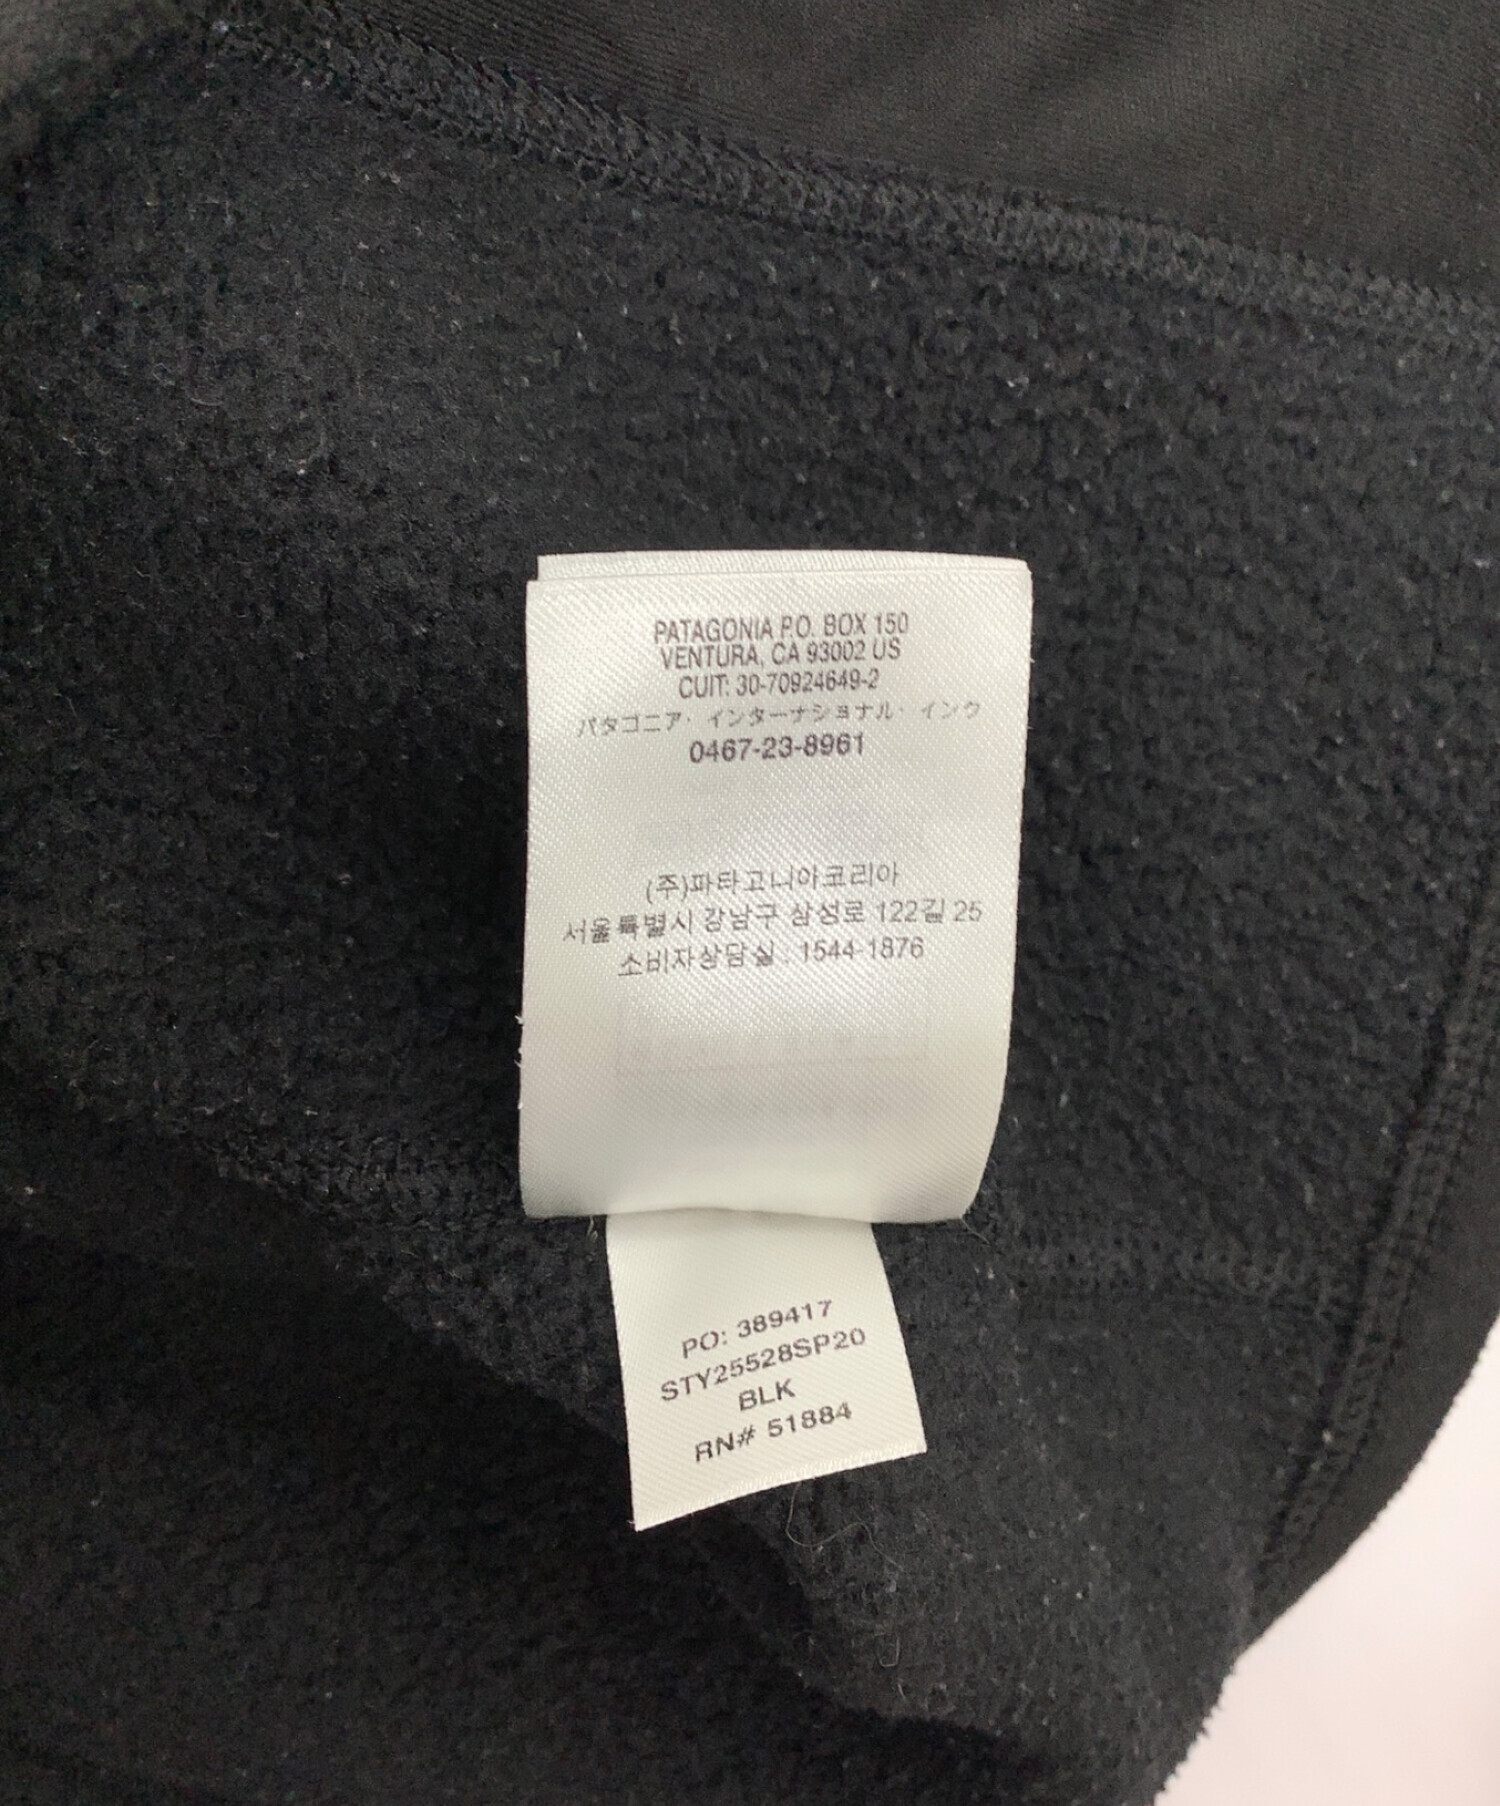 PATAGONIA P.O. BOX 150
VENTURA, CA 93002 US
CUIT: 30-70924649-2
パタゴニア・インターナショナル・インク
0467-23-8961
(주)파타고니아코리아
서울특별시 강남구 삼성로 122길 25
소비자상담실 : 1544-1876
PO: 389417
STY25528SP20
BLK
RN# 51884